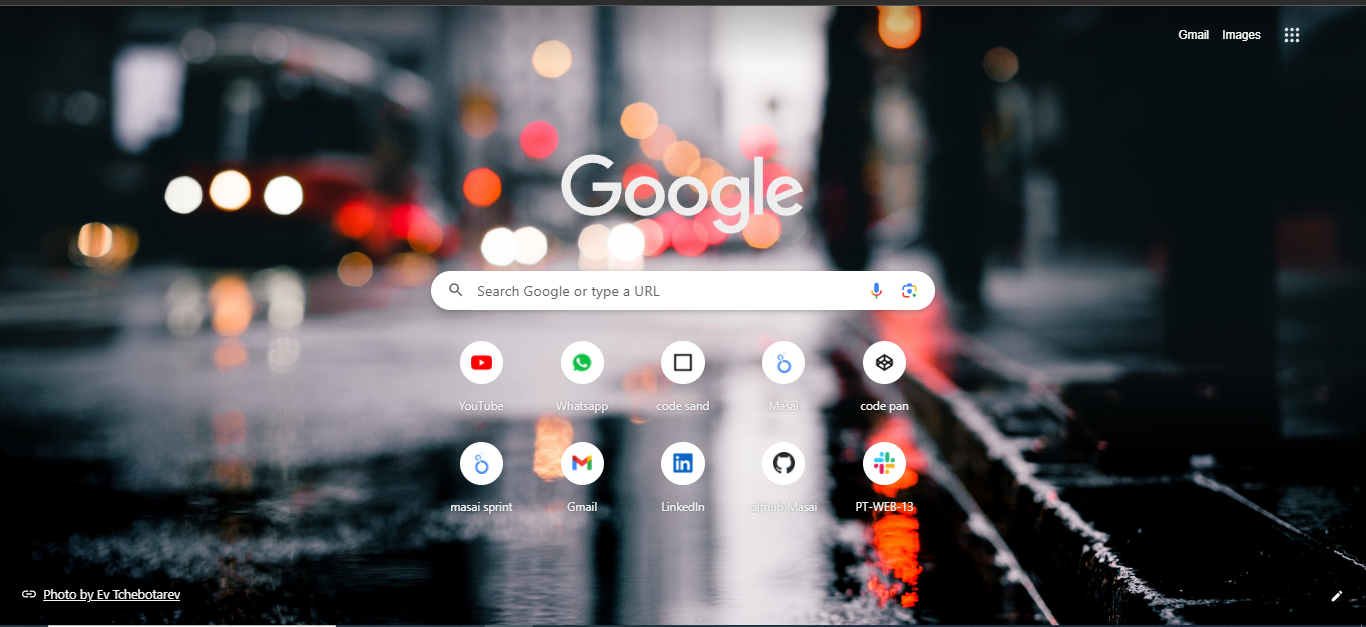 Gmail Images
Google
Search Google or type a URL
YouTube Whatsapp code sand Masai code pan
masai sprint Gmail LinkedIn github Masai PT-WEB-13
Photo by Ev Tchebotarev